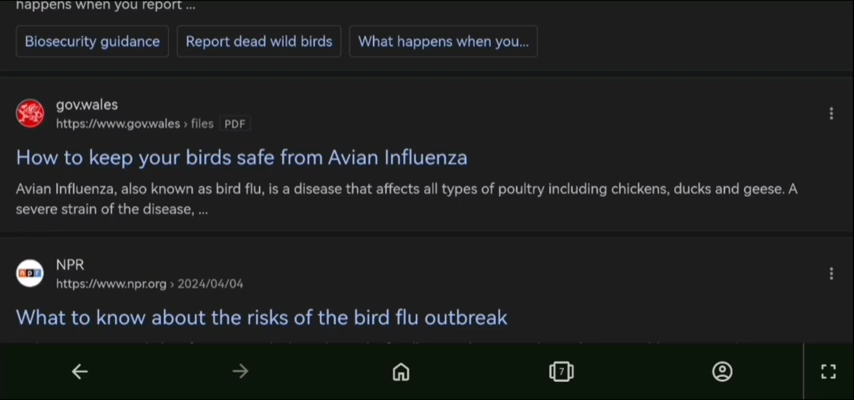 happens when you report ...
Biosecurity guidance
Report dead wild birds
What happens when you...
gov.wales
https://www.gov.wales › files PDF
How to keep your birds safe from Avian Influenza
Avian Influenza, also known as bird flu, is a disease that affects all types of poultry including chickens, ducks and geese. A
severe strain of the disease, ...
npr
NPR
https://www.npr.org › 2024/04/04
What to know about the risks of the bird flu outbreak
7